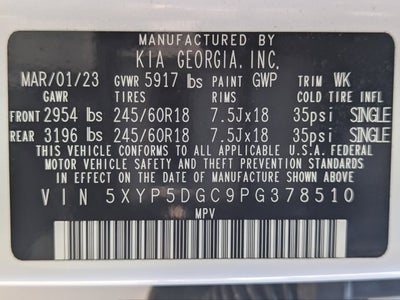 MANUFACTURED BY
KIA GEORGIA, INC.
MAR/01/23 GVWR 5917 lbs PAINT GWP TRIM WK
GAWR TIRES RIMS COLD TIRE INFL
FRONT 2954 lbs 245/60R18 7.5Jx18 35psi SINGLE
REAR 3196 lbs 245/60R18 7.5Jx18 35psi SINGLE
THIS VEHICLE CONFORMS TO ALL APPLICABLE U.S.A. FEDERAL
MOTOR VEHICLE SAFETY, BUMPER, AND THEFT PREVENTION
STANDARDS IN EFFECT ON THE DATE OF MANUFACTURE SHOWN ABOVE.
VIN 5XYP5DGC9PG378510
MPV